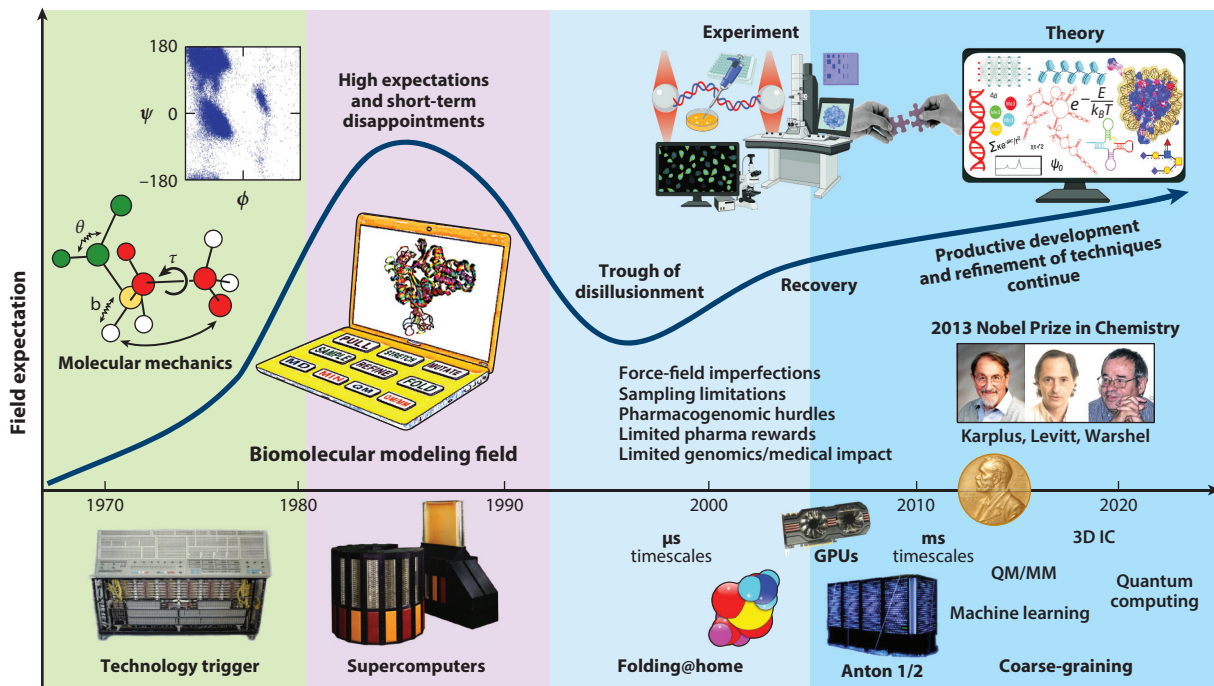 Field expectation
180
ψ
0
−180
ϕ
θ
τ
b
Molecular mechanics
High expectations
and short-term
disappointments
PULL
STRETCH
MUTATE
SAMPLE
REFINE
FOLD
MD
MIN
QM
QM/MM
Biomolecular modeling field
Trough of
disillusionment
Force-field imperfections
Sampling limitations
Pharmacogenomic hurdles
Limited pharma rewards
Limited genomics/medical impact
Experiment
Theory
Recovery
Productive development
and refinement of techniques
continue
2013 Nobel Prize in Chemistry
Karplus, Levitt, Warshel
1970
1980
1990
2000
2010
2020
Technology trigger
Supercomputers
µs
timescales
Folding@home
GPUs
ms
timescales
Anton 1/2
3D IC
QM/MM
Machine learning
Quantum
computing
Coarse-graining